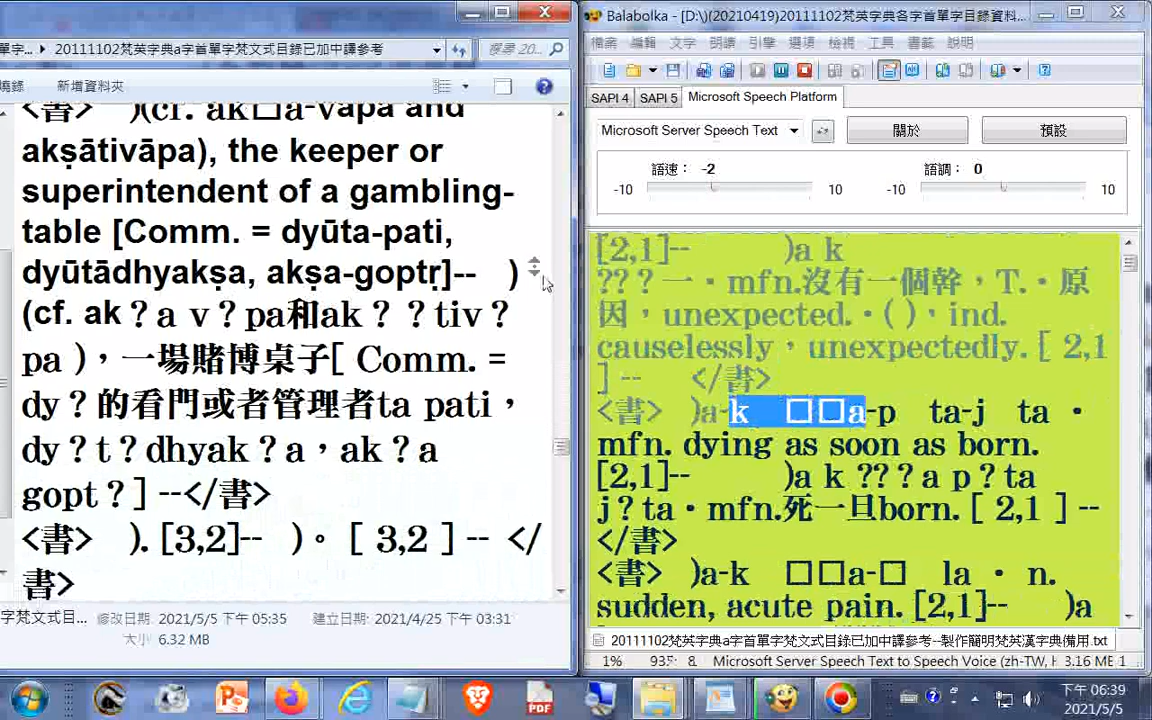 單字... ▸ 20111102梵英字典a字首單字梵文式目錄已加中譯參考
搜尋 20...
燒錄 新增資料夾
<書> )(cf. ak□a-vāpa and
akṣātivāpa), the keeper or
superintendent of a gambling-
table [Comm. = dyūta-pati,
dyūtādhyakṣa, akṣa-goptṛ]-- )
(cf. ak？a v？pa和ak？？tiv？
pa )，一場賭博桌子[ Comm. =
dy？的看門或者管理者ta pati，
dy？t？dhyak？a，ak？a
gopt？] --</書>
<書> ). [3,2]-- )。 [ 3,2 ] -- </
書>
字梵文式目... 修改日期: 2021/5/5 下午 05:35 建立日期: 2021/4/25 下午 03:31
大小: 6.32 MB
Balabolka - [D:\)(20210419)20111102梵英字典各字首單字目錄資料...
檔案 編輯 文字 朗讀 引擎 選項 檢視 工具 書籤 說明
SAPI 4 SAPI 5 Microsoft Speech Platform
Microsoft Server Speech Text 關於 預設
語速： -2 語調： 0
-10 10 -10 10
[2,1]-- )a k
???一・mfn.沒有一個幹，T.・原
因，unexpected.・( )，ind.
causelessly，unexpectedly. [ 2,1
] -- </書>
<書> )a-k □□a-p ta-j ta・
mfn. dying as soon as born.
[2,1]-- )a k ???a p？ta
j？ta・mfn.死一旦born. [ 2,1 ] --
</書>
<書> )a-k □□a-□ la・ n.
sudden, acute pain. [2,1]-- )a
20111102梵英字典a字首單字梵文式目錄已加中譯參考--製作簡明梵英漢字典備用.txt
1% 935: 8 Microsoft Server Speech Text to Speech Voice (zh-TW, H 3.16 ME 1
PDF
下午 06:39
2021/5/5